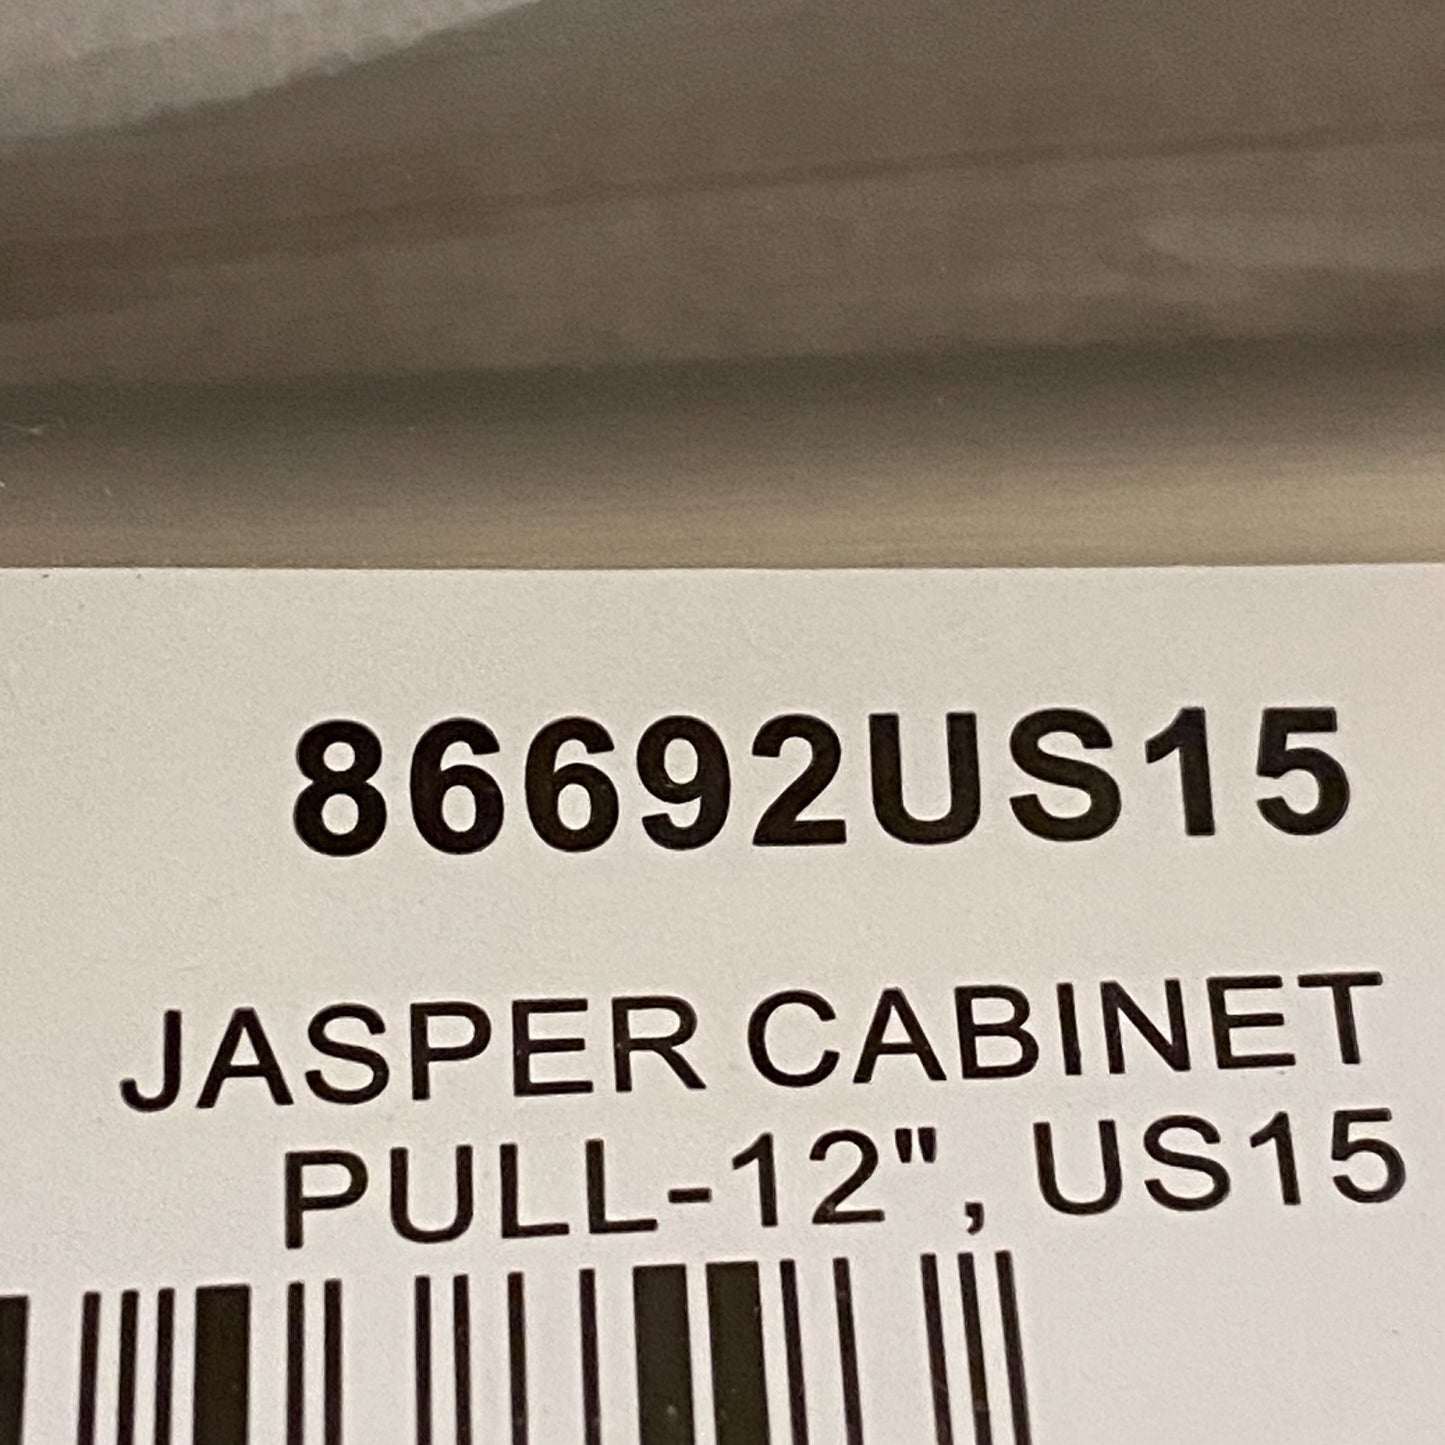 86692US15
JASPER CABINET
PULL-12", US15